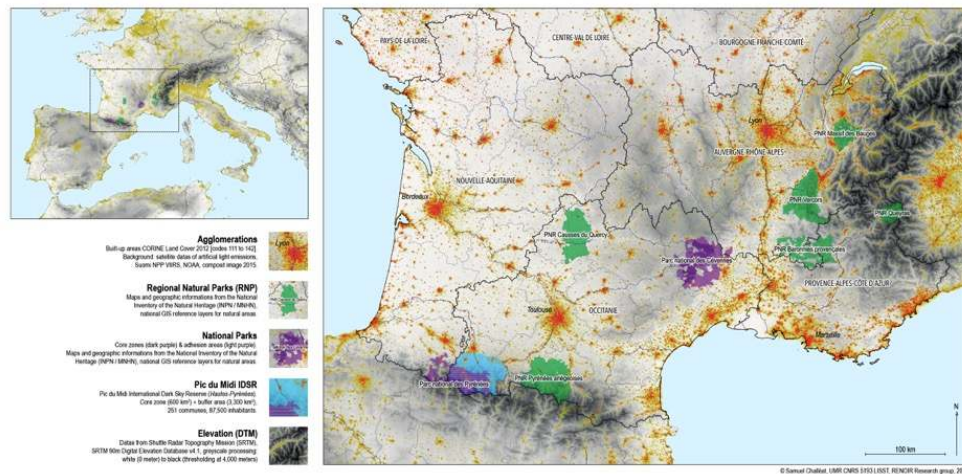 Agglomerations
Built-up areas CORINE Land Cover 2012 [codes 111 to 142]
Background: satellite datas of artificial light emissions,
Suomi NPP VIIRS, NOAA, compost image 2015.
Lyon
Regional Natural Parks (RNP)
Maps and geographic informations from the National
Inventory of the Natural Heritage (INPN / MNHN),
national GIS reference layers for natural areas
National Parks
Core zones (dark purple) & adhesion areas (light purple)
Maps and geographic informations from the National Inventory of the Natural
Heritage (INPN / MNHN), national GIS reference layers for natural areas
Pic du Midi IDSR
Pic du Midi International Dark Sky Reserve (Hautes-Pyrénées)
Core zone (600 km²) + buffer area (3,300 km²),
251 communes, 87,500 inhabitants
Elevation (DTM)
Datas from Shuttle Radar Topography Mission (SRTM),
SRTM 90m Digital Elevation Database v4.1, greyscale processing:
white (0 meter) to black (thresholding at 4,000 meters)
PAYS-DE-LA-LOIRE
CENTRE-VAL DE LOIRE
BOURGOGNE-FRANCHE-COMTÉ
Lyon
PNR Massif des Bauges
AUVERGNE-RHÔNE-ALPES
NOUVELLE-AQUITAINE
Bordeaux
PNR Vercors
PNR Queyras
PNR Causses du Quercy
PNR Baronnies provençales
Parc National des Cévennes
PROVENCE-ALPES-CÔTE D'AZUR
Toulouse
OCCITANIE
Marseille
Parc national des Pyrénées
PNR Pyrénées ariégeoises
N
100 km
© Samuel Challéat, UMR CNRS 5193 LISST, RENOIR Research group,